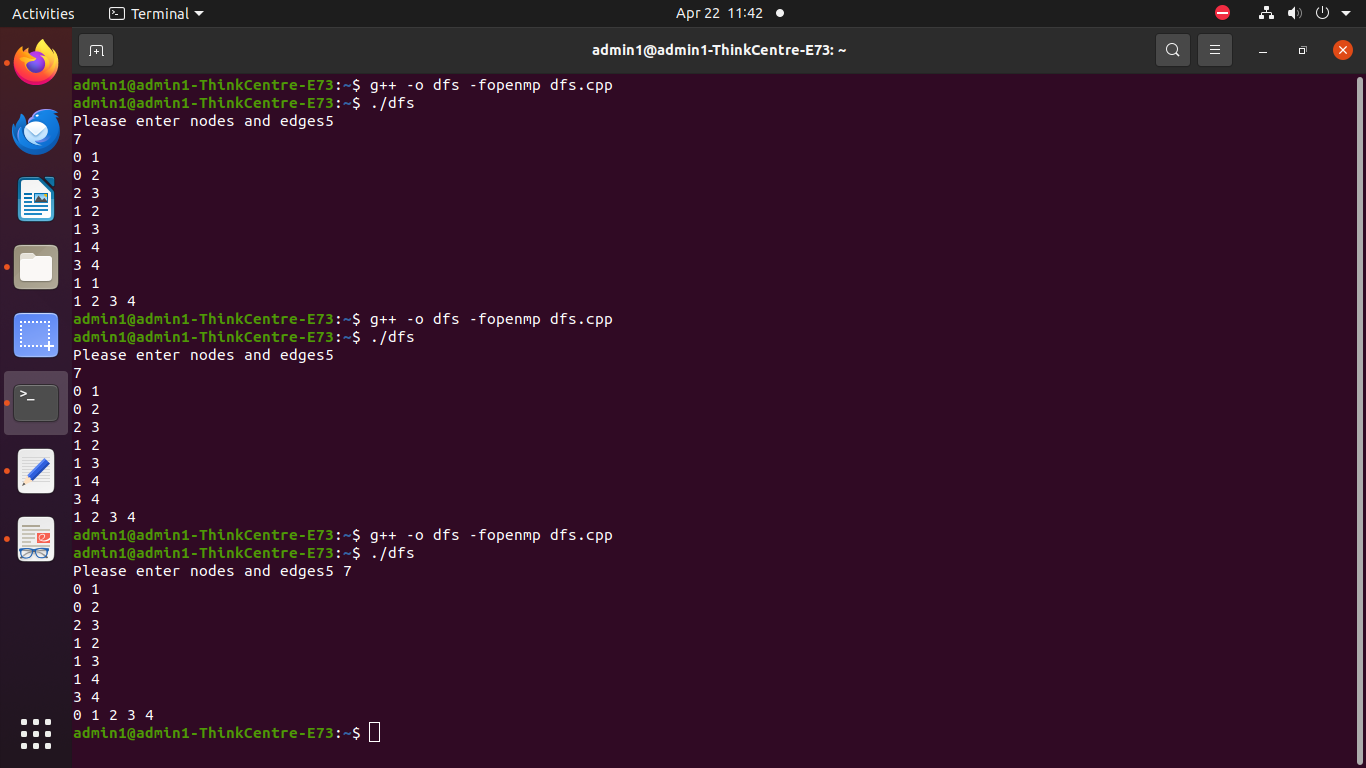 Activities Terminal Apr 22 11:42
admin1@admin1-ThinkCentre-E73: ~
admin1@admin1-ThinkCentre-E73:~$ g++ -o dfs -fopenmp dfs.cpp
admin1@admin1-ThinkCentre-E73:~$ ./dfs
Please enter nodes and edges5
7
0 1
0 2
2 3
1 2
1 3
1 4
3 4
1 1
1 2 3 4
admin1@admin1-ThinkCentre-E73:~$ g++ -o dfs -fopenmp dfs.cpp
admin1@admin1-ThinkCentre-E73:~$ ./dfs
Please enter nodes and edges5
7
0 1
0 2
2 3
1 2
1 3
1 4
3 4
1 2 3 4
admin1@admin1-ThinkCentre-E73:~$ g++ -o dfs -fopenmp dfs.cpp
admin1@admin1-ThinkCentre-E73:~$ ./dfs
Please enter nodes and edges5 7
0 1
0 2
2 3
1 2
1 3
1 4
3 4
0 1 2 3 4
admin1@admin1-ThinkCentre-E73:~$